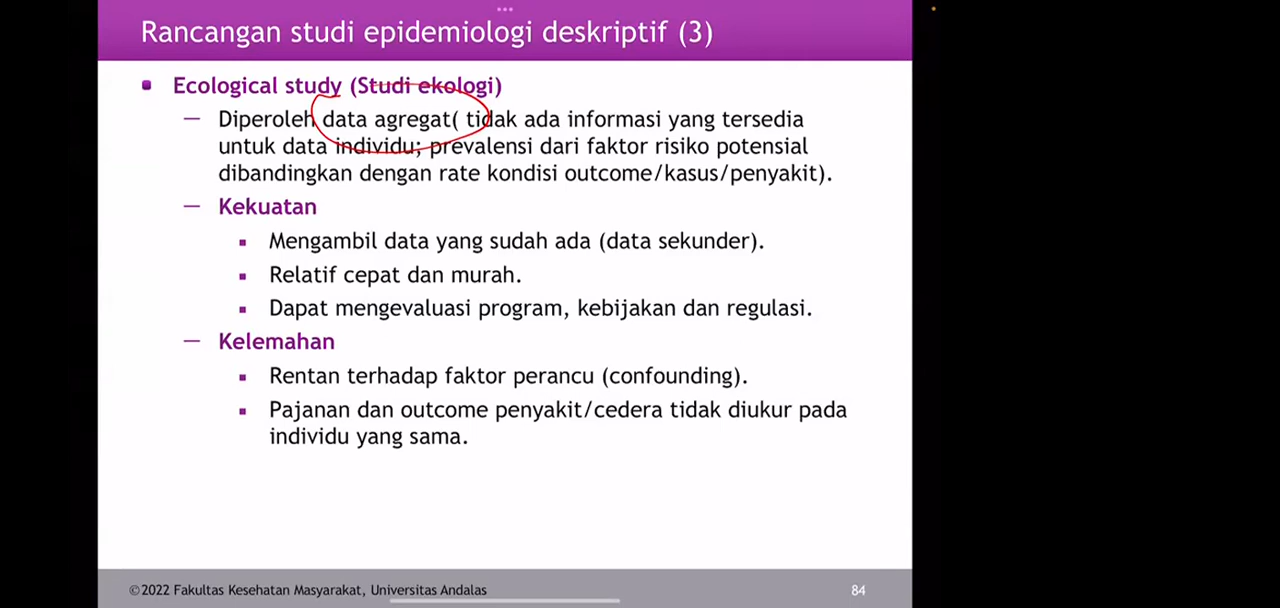 Rancangan studi epidemiologi deskriptif (3)
Ecological study (Studi ekologi)
— Diperoleh data agregat( tidak ada informasi yang tersedia
untuk data individu; prevalensi dari faktor risiko potensial
dibandingkan dengan rate kondisi outcome/kasus/penyakit).
— Kekuatan
Mengambil data yang sudah ada (data sekunder).
Relatif cepat dan murah.
Dapat mengevaluasi program, kebijakan dan regulasi.
— Kelemahan
Rentan terhadap faktor perancu (confounding).
Pajanan dan outcome penyakit/cedera tidak diukur pada
individu yang sama.
©2022 Fakultas Kesehatan Masyarakat, Universitas Andalas
84